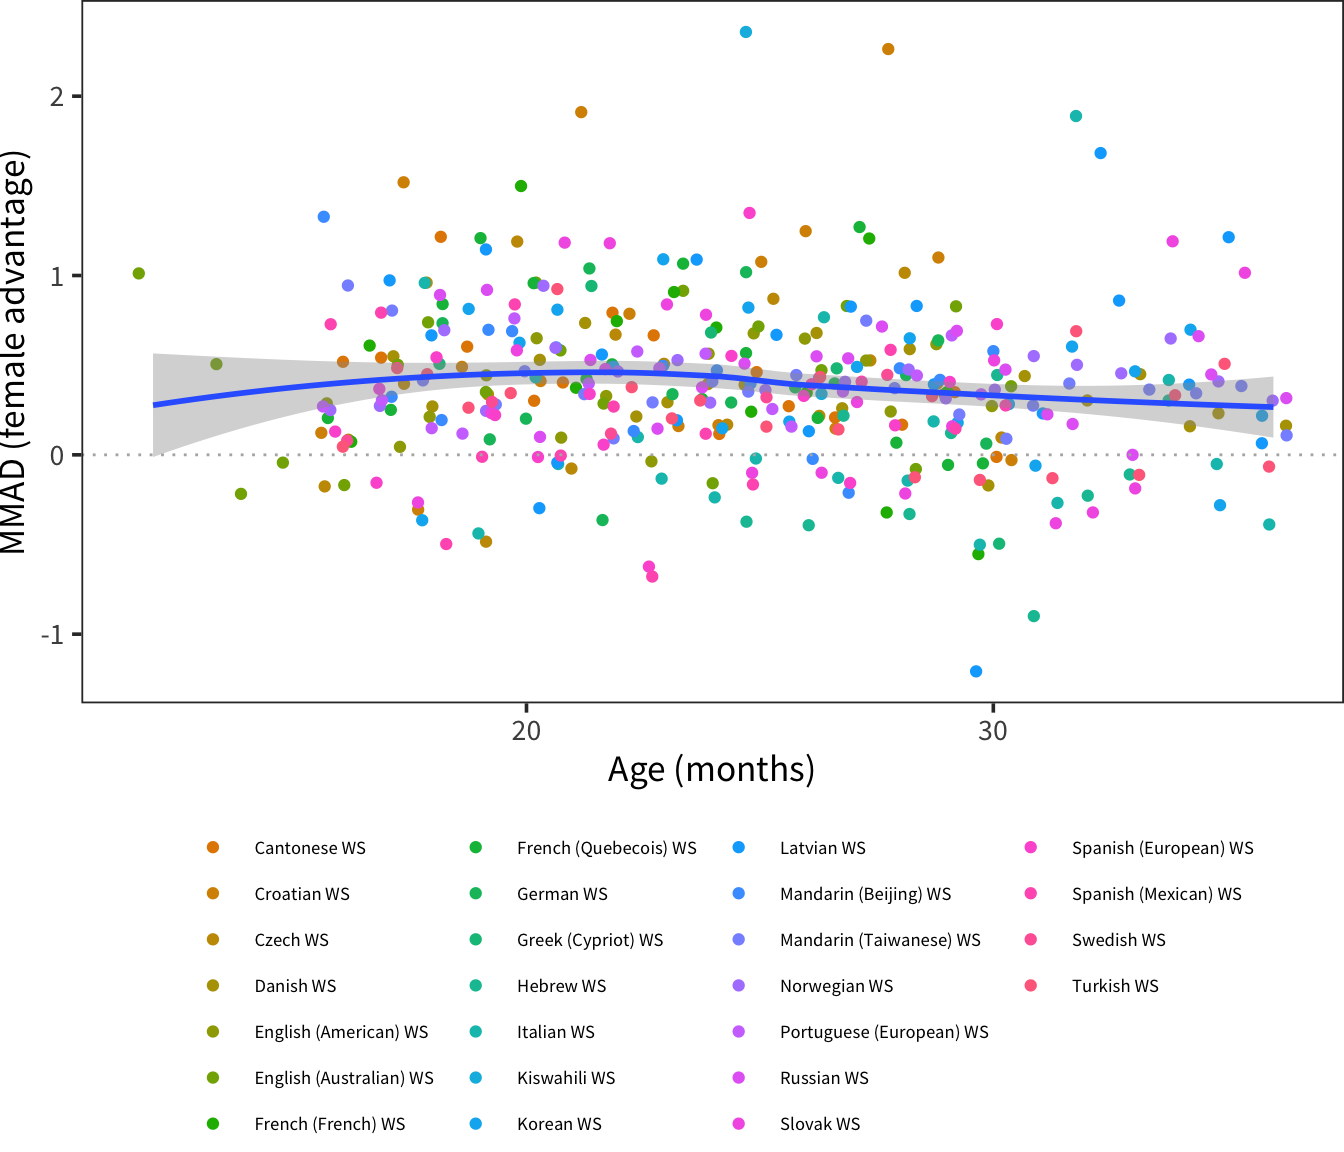 MMAD (female advantage)
2
1
0
-1
20
30
Age (months)
Cantonese WS
Croatian WS
Czech WS
Danish WS
English (American) WS
English (Australian) WS
French (French) WS
French (Quebecois) WS
German WS
Greek (Cypriot) WS
Hebrew WS
Italian WS
Kiswahili WS
Korean WS
Latvian WS
Mandarin (Beijing) WS
Mandarin (Taiwanese) WS
Norwegian WS
Portuguese (European) WS
Russian WS
Slovak WS
Spanish (European) WS
Spanish (Mexican) WS
Swedish WS
Turkish WS